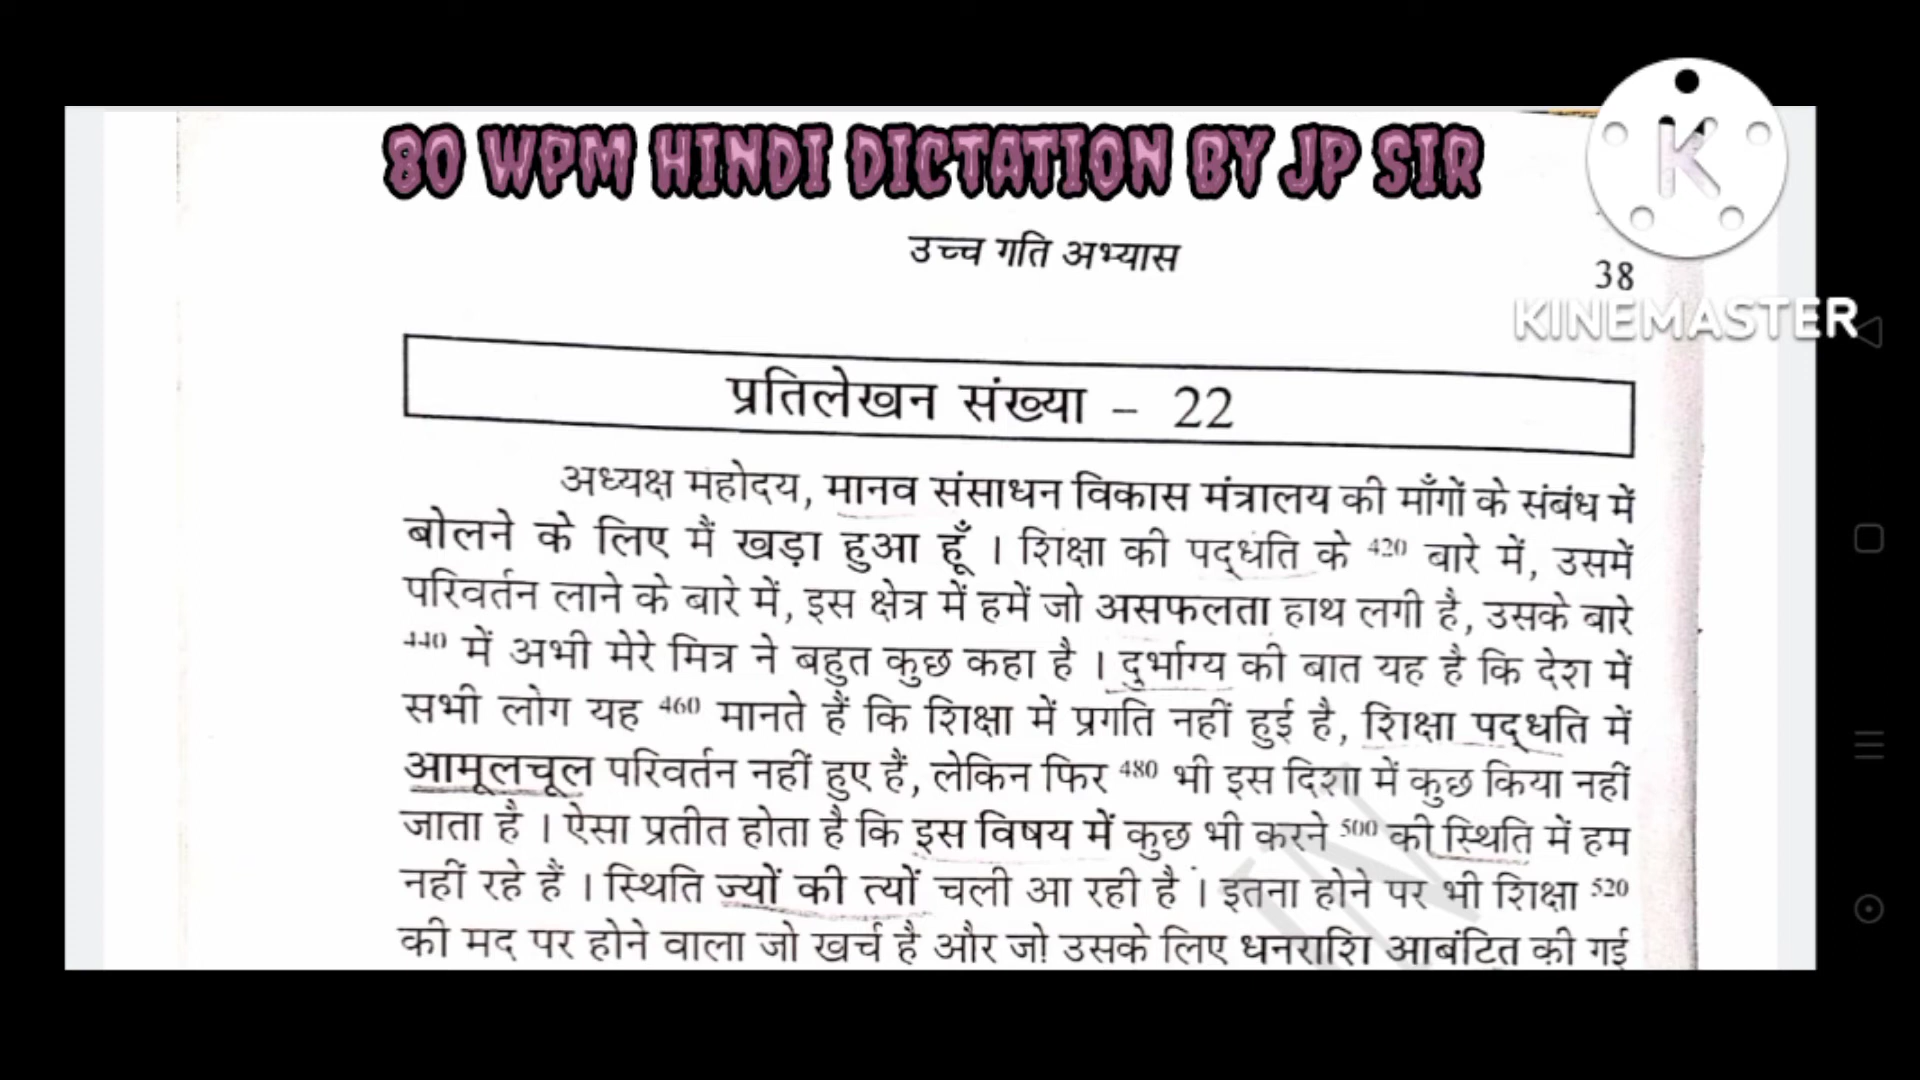 80 WPM HINDI DICTATION BY JP SIR
K
उच्च गति अभ्यास
38
KINEMASTER
प्रतिलेखन संख्या – 22
अध्यक्ष महोदय, मानव संसाधन विकास मंत्रालय की माँगों के संबंध में
बोलने के लिए मैं खड़ा हुआ हूँ । शिक्षा की पद्धति के 420 बारे में, उसमें
परिवर्तन लाने के बारे में, इस क्षेत्र में हमें जो असफलता हाथ लगी है, उसके बारे
440 में अभी मेरे मित्र ने बहुत कुछ कहा है । दुर्भाग्य की बात यह है कि देश में
सभी लोग यह 460 मानते हैं कि शिक्षा में प्रगति नहीं हुई है, शिक्षा पद्धति में
आमूलचूल परिवर्तन नहीं हुए हैं, लेकिन फिर 480 भी इस दिशा में कुछ किया नहीं
जाता है । ऐसा प्रतीत होता है कि इस विषय में कुछ भी करने 500 की स्थिति में हम
नहीं रहे हैं । स्थिति ज्यों की त्यों चली आ रही है । इतना होने पर भी शिक्षा 520
की मद पर होने वाला जो खर्च है और जो उसके लिए धनराशि आबंटित की गई